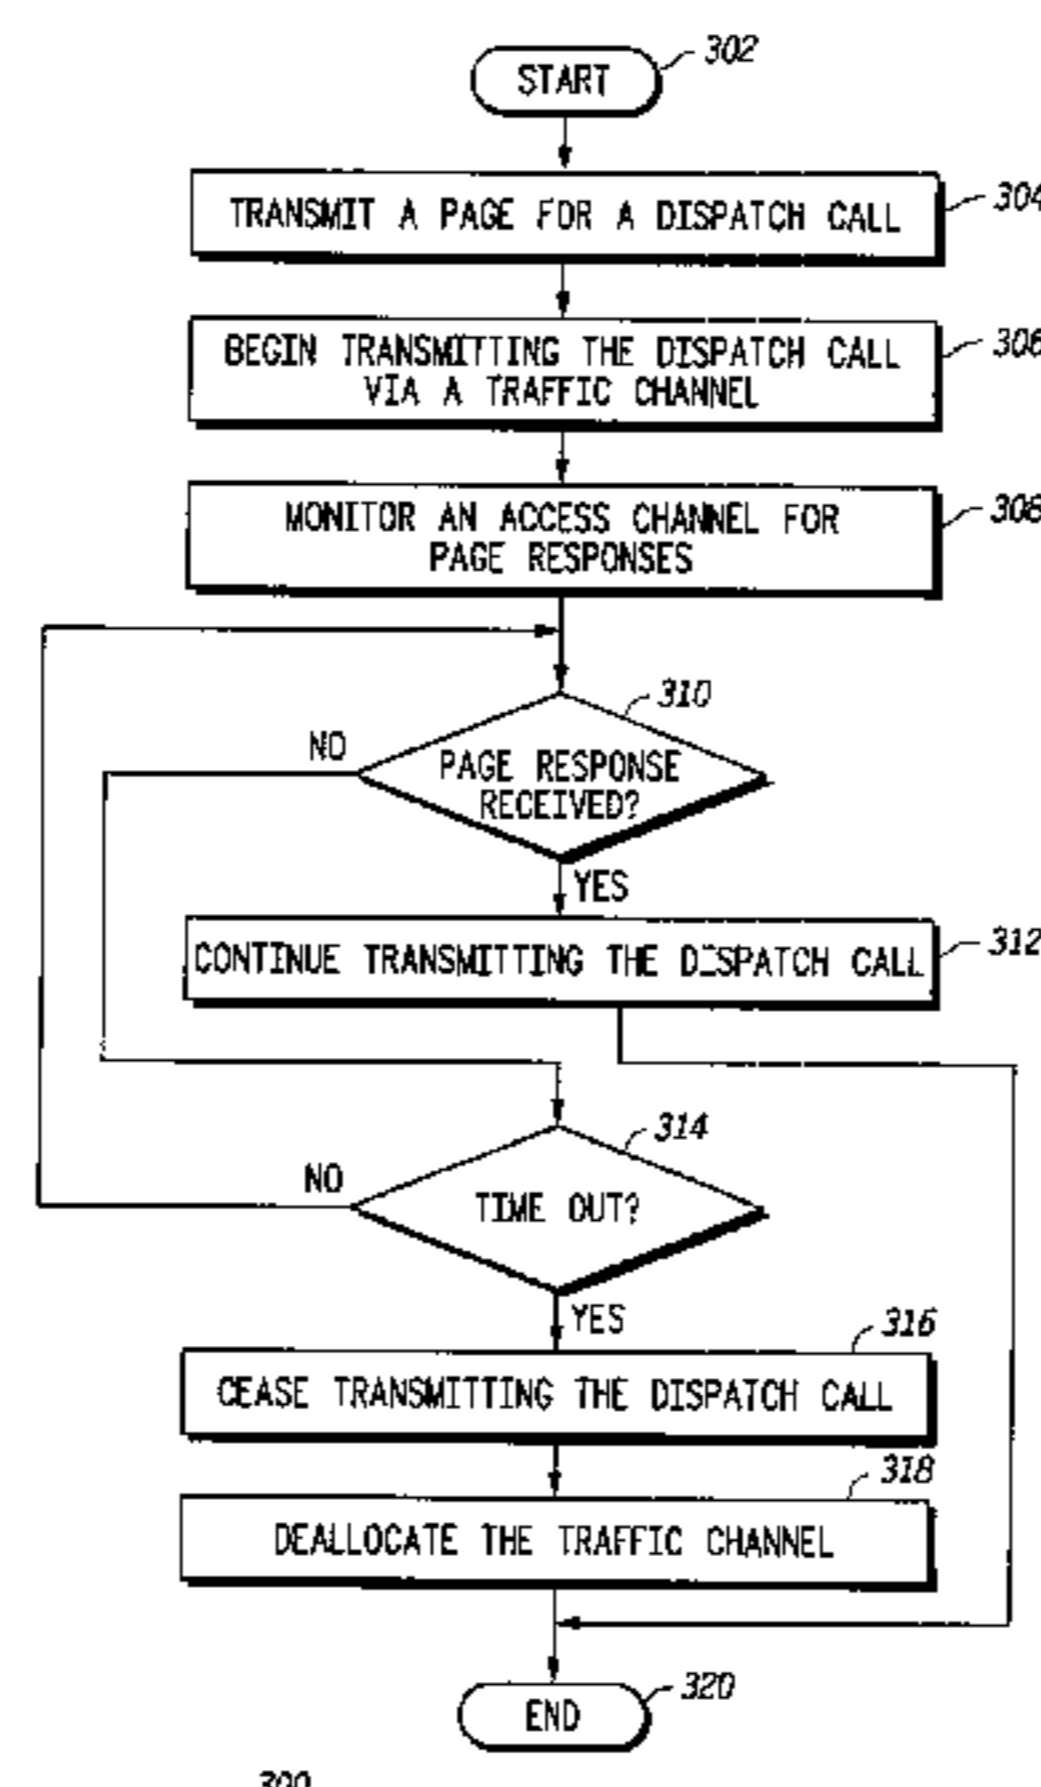 302
START
304
TRANSMIT A PAGE FOR A DISPATCH CALL
306
BEGIN TRANSMITTING THE DISPATCH CALL
VIA A TRAFFIC CHANNEL
308
MONITOR AN ACCESS CHANNEL FOR
PAGE RESPONSES
310
NO
PAGE RESPONSE
RECEIVED?
YES
312
CONTINUE TRANSMITTING THE DISPATCH CALL
314
NO
TIME OUT?
YES
316
CEASE TRANSMITTING THE DISPATCH CALL
318
DEALLOCATE THE TRAFFIC CHANNEL
320
END